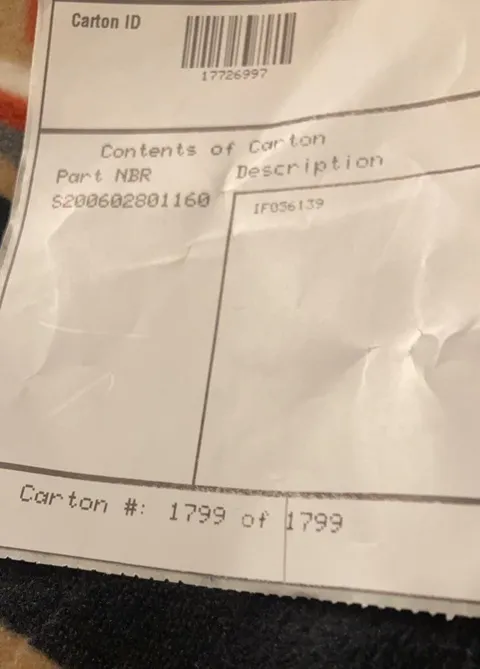 Carton ID
17726997
Contents of Carton
Part NBR Description
S200602801160 IF056139
Carton #: 1799 of 1799